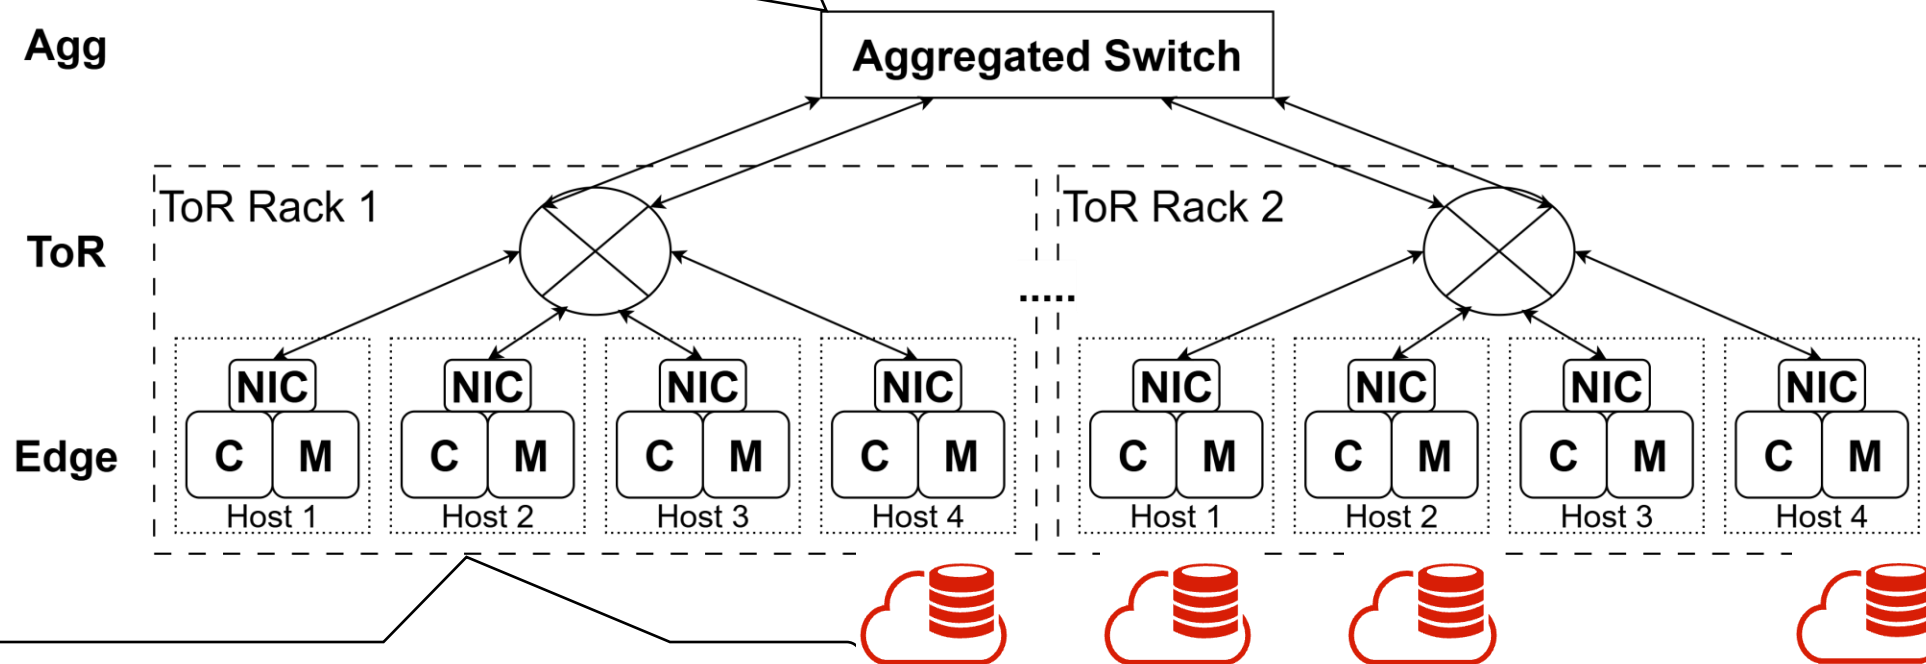 Agg
Aggregated Switch
ToR
ToR Rack 1
ToR Rack 2
.....
NIC NIC NIC NIC NIC NIC NIC NIC
Edge
C M C M C M C M C M C M C M C M
Host 1 Host 2 Host 3 Host 4 Host 1 Host 2 Host 3 Host 4